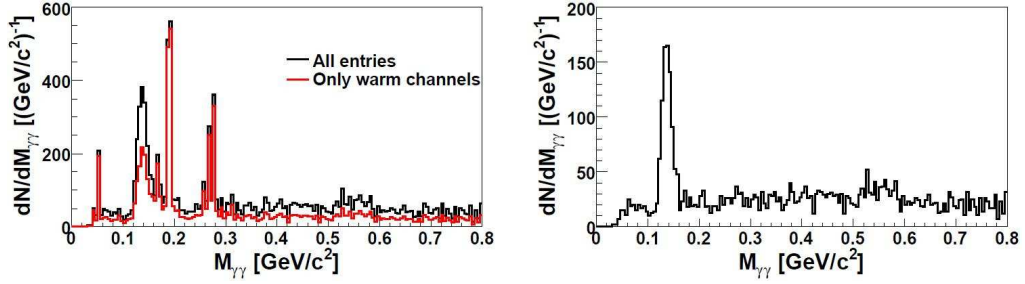 600
400
200
0
dN/dMγγ [(GeV/c²)⁻¹]
All entries
Only warm channels
0 0.1 0.2 0.3 0.4 0.5 0.6 0.7 0.8
Mγγ [GeV/c²]
200
150
100
50
0
dN/dMγγ [(GeV/c²)⁻¹]
0 0.1 0.2 0.3 0.4 0.5 0.6 0.7 0.8
Mγγ [GeV/c²]